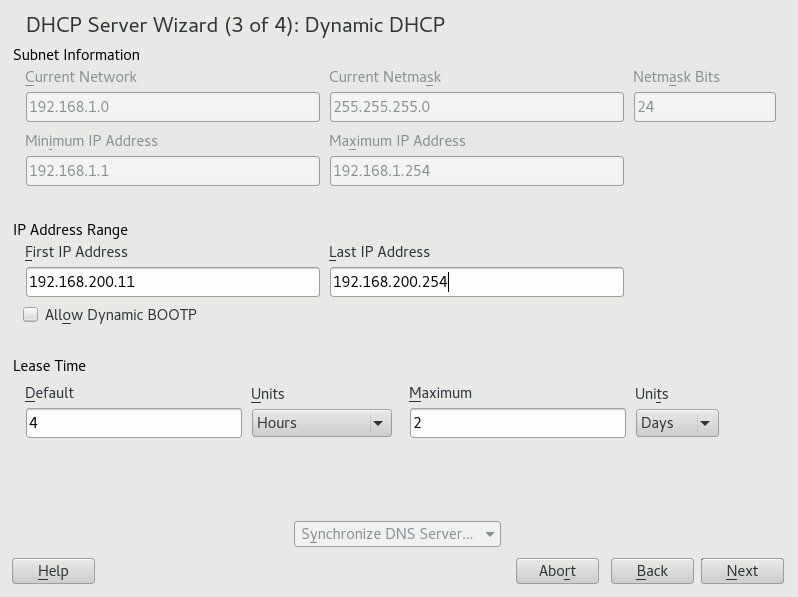 DHCP Server Wizard (3 of 4): Dynamic DHCP
Subnet Information
Current Network Current Netmask Netmask Bits
192.168.1.0 255.255.255.0 24
Minimum IP Address Maximum IP Address
192.168.1.1 192.168.1.254
IP Address Range
First IP Address Last IP Address
192.168.200.11 192.168.200.254
Allow Dynamic BOOTP
Lease Time
Default Units Maximum Units
4 Hours 2 Days
Synchronize DNS Server...
Help Abort Back Next